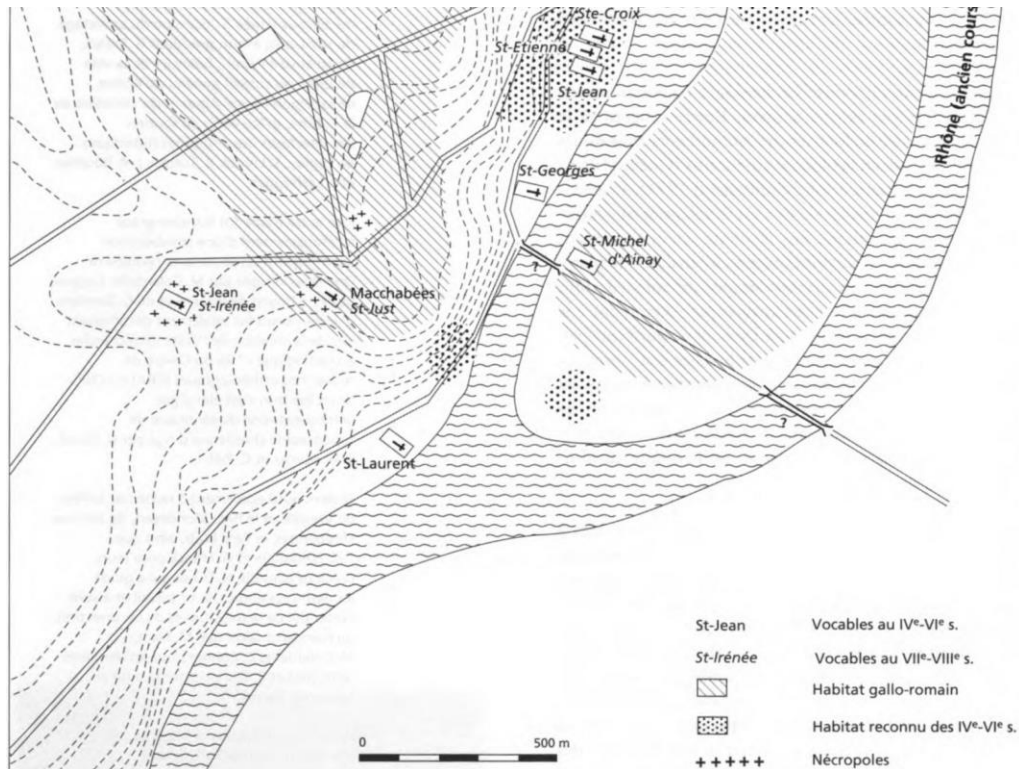 Ste-Croix
St-Etienne
St-Jean
Rhône (ancien cours
St-Georges
St-Michel
d'Ainay
?
St-Jean
St-Irénée
Macchabées
St-Just
?
St-Laurent
St-Jean Vocables au IVe-VIe s.
St-Irénée Vocables au VIIe-VIIIe s.
Habitat gallo-romain
Habitat reconnu des IVe-VIe s.
+++++ Nécropoles
0 500 m